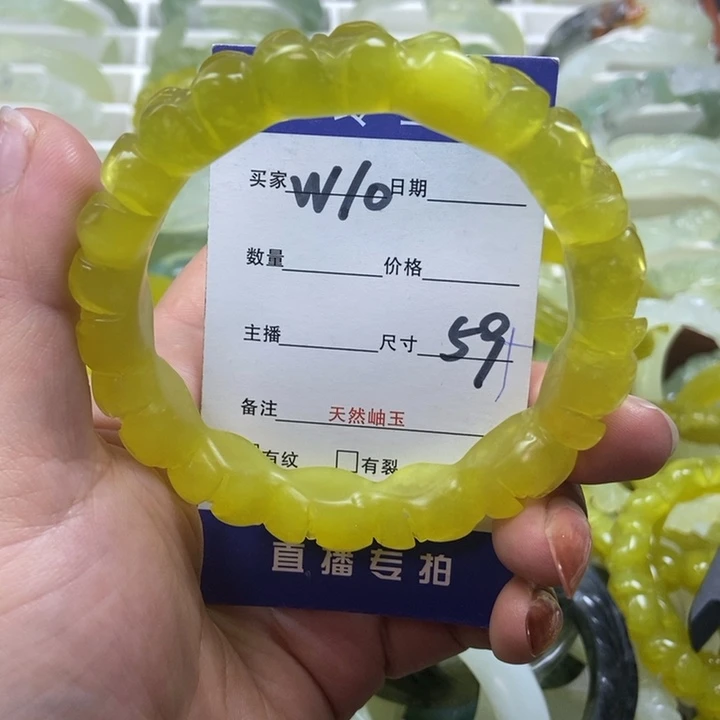 买家 W/0 日期
数量 价格
主播 尺寸 59
备注 天然岫玉
有纹 有裂
直播专拍